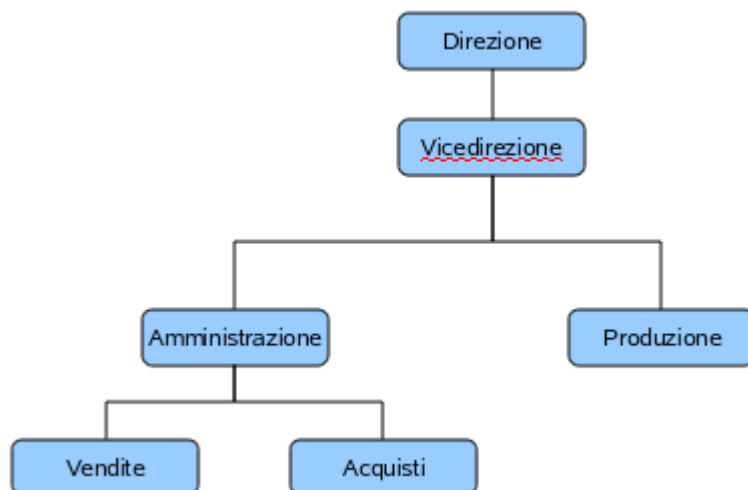 Direzione
Vicedirezione
Amministrazione
Produzione
Vendite
Acquisti